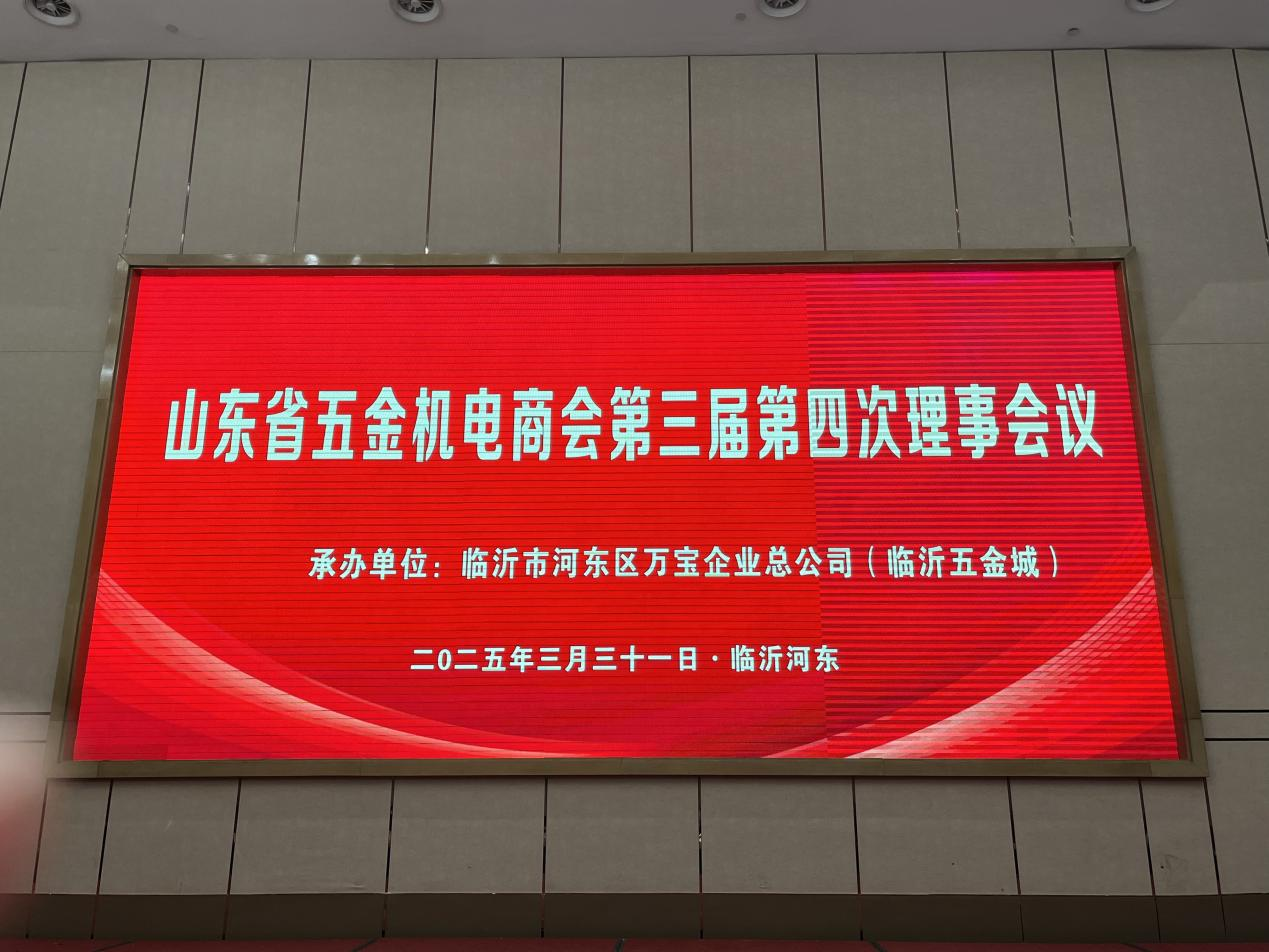 山东省五金机电商会第三届第四次理事会议
承办单位：临沂市河东区万宝企业总公司（临沂五金城）
二0二五年三月三十一日·临沂河东